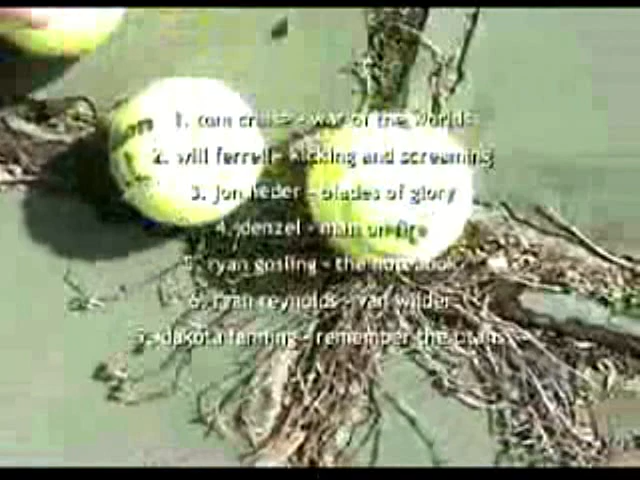 1. tom cruise - war of the worlds
2. will ferrell - kicking and screaming
3. jon heder - blades of glory
4. denzel - man on fire
5. ryan gosling - the notebook
6. ryan reynolds - van wilder
dakota fanning - remember the